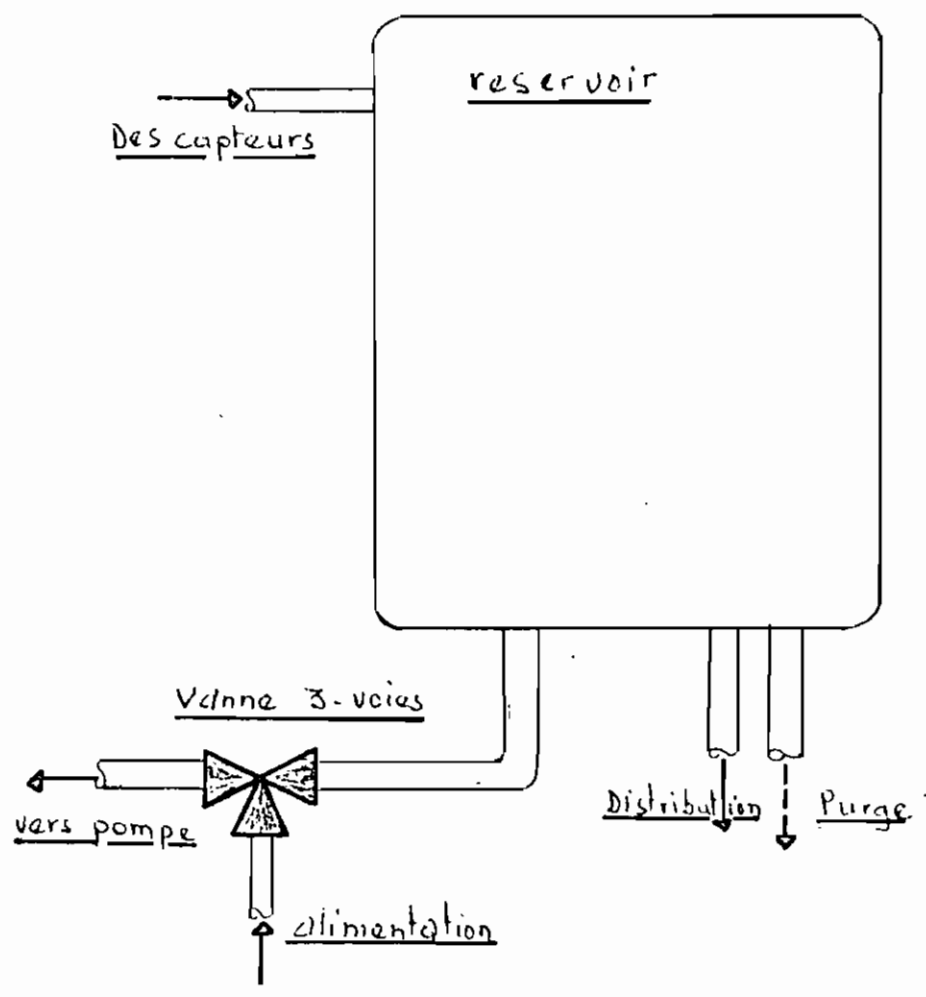 reservoir
Des capteurs
Vanne 3-voies
vers pompe
Distribution
Purge
alimentation